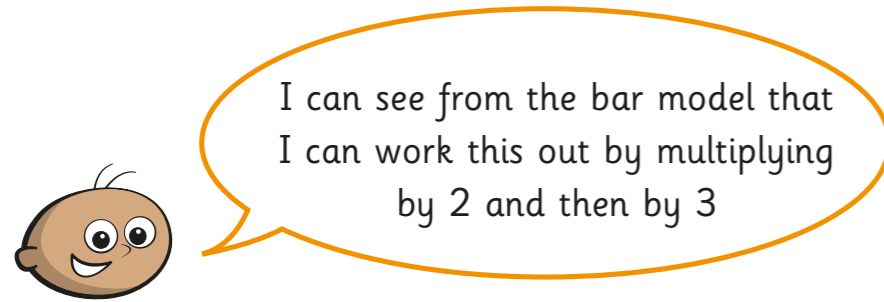 I can see from the bar model that
I can work this out by multiplying
by 2 and then by 3